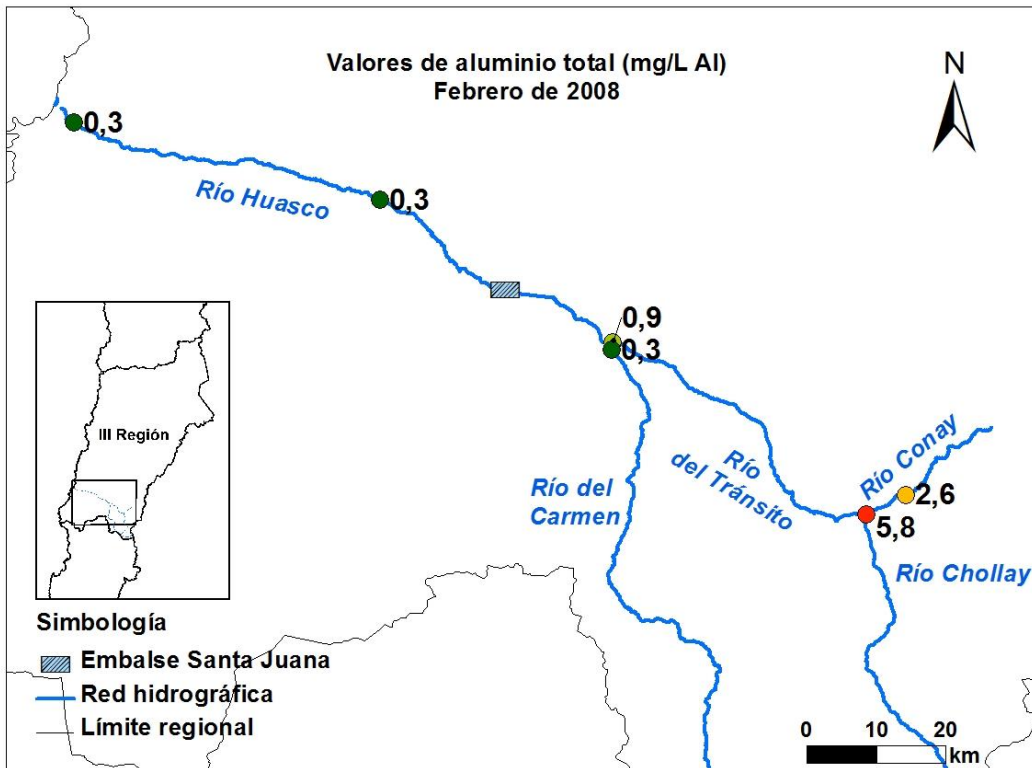 Valores de aluminio total (mg/L Al)
Febrero de 2008
N
0,3
Río Huasco
0,3
0,9
0,3
III Región
Río del
Carmen
Río
del Tránsito
Río Conay
2,6
5,8
Río Chollay
Simbología
Embalse Santa Juana
Red hidrográfica
Límite regional
0 10 20
km